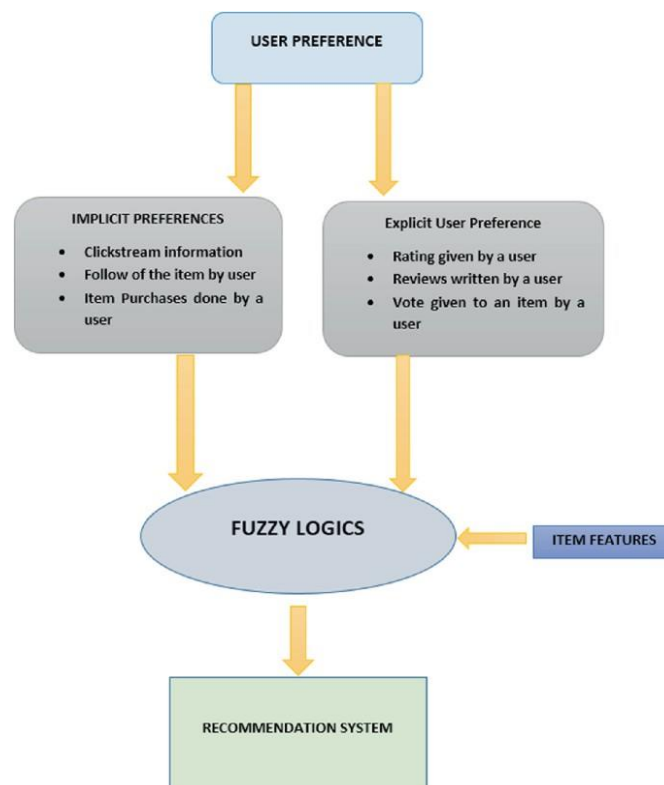 USER PREFERENCE
IMPLICIT PREFERENCES
• Clickstream information
• Follow of the item by user
• Item Purchases done by a
user
Explicit User Preference
• Rating given by a user
• Reviews written by a user
• Vote given to an item by a
user
FUZZY LOGICS
ITEM FEATURES
RECOMMENDATION SYSTEM